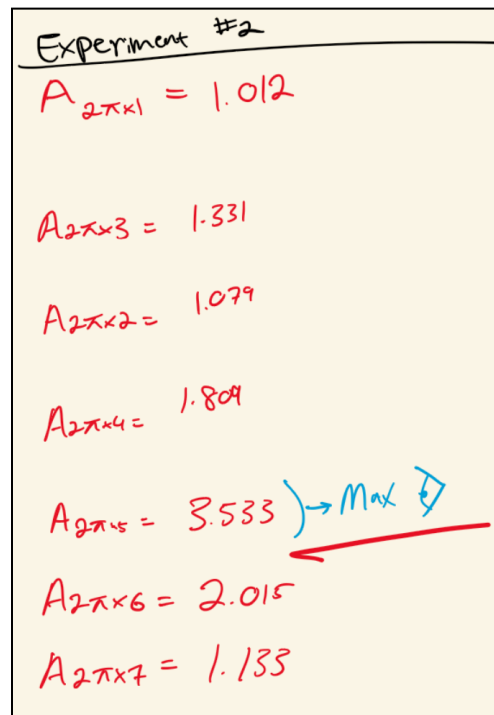 Experiment #2
A2π×1 = 1.012
A2π×3 = 1.331
A2π×2 = 1.079
A2π×4 = 1.809
A2π×5 = 3.533 → Max
A2π×6 = 2.015
A2π×7 = 1.133